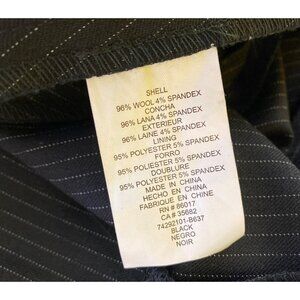 SHELL
96% WOOL 4% SPANDEX
CONCHA
96% LANA 4% SPANDEX
EXTERIEUR
96% LAINE 4% SPANDEX
LINING
95% POLYESTER 5% SPANDEX
FORRO
95% POLIESTER 5% SPANDEX
DOUBLURE
95% POLYESTER 5% SPANDEX
MADE IN CHINA
HECHO EN CHINA
FABRIQUE EN CHINE
RN # 86017
CA # 35682
74292101-B637
BLACK
NEGRO
NOIR